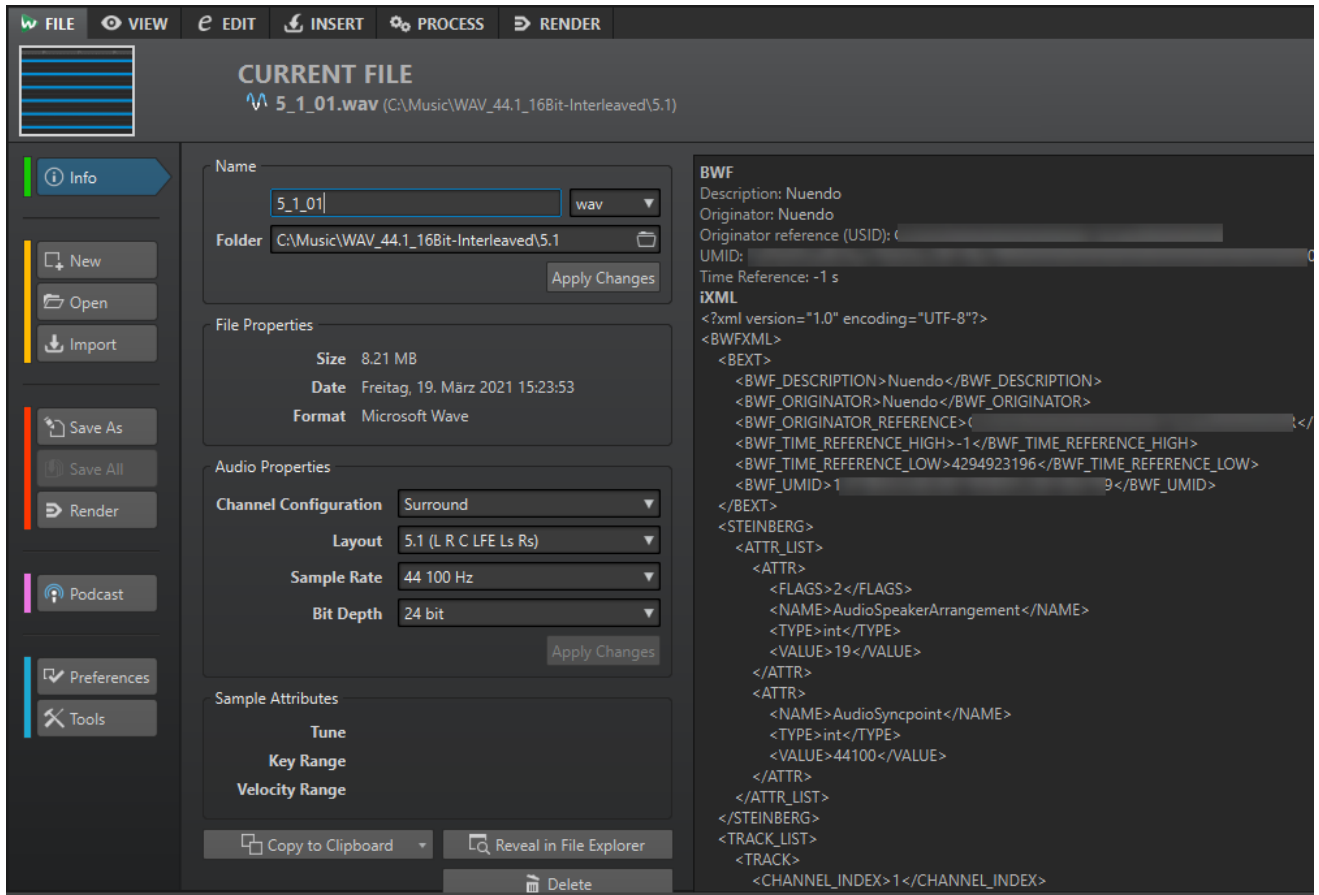 FILE VIEW EDIT INSERT PROCESS RENDER
CURRENT FILE
5_1_01.wav (C:\Music\WAV_44.1_16Bit-Interleaved\5.1)
Info
New
Open
Import
Save As
Save All
Render
Podcast
Preferences
Tools
Name
5_1_01 wav
Folder C:\Music\WAV_44.1_16Bit-Interleaved\5.1
Apply Changes
File Properties
Size 8.21 MB
Date Freitag, 19. März 2021 15:23:53
Format Microsoft Wave
Audio Properties
Channel Configuration Surround
Layout 5.1 (L R C LFE Ls Rs)
Sample Rate 44 100 Hz
Bit Depth 24 bit
Apply Changes
Sample Attributes
Tune
Key Range
Velocity Range
Copy to Clipboard Reveal in File Explorer
Delete
BWF
Description: Nuendo
Originator: Nuendo
Originator reference (USID):
UMID:
Time Reference: -1 s
iXML
<?xml version="1.0" encoding="UTF-8"?>
<BWFXML>
<BEXT>
<BWF_DESCRIPTION>Nuendo</BWF_DESCRIPTION>
<BWF_ORIGINATOR>Nuendo</BWF_ORIGINATOR>
<BWF_ORIGINATOR_REFERENCE> </
<BWF_TIME_REFERENCE_HIGH>-1</BWF_TIME_REFERENCE_HIGH>
<BWF_TIME_REFERENCE_LOW>4294923196</BWF_TIME_REFERENCE_LOW>
<BWF_UMID>1 9</BWF_UMID>
</BEXT>
<STEINBERG>
<ATTR_LIST>
<ATTR>
<FLAGS>2</FLAGS>
<NAME>AudioSpeakerArrangement</NAME>
<TYPE>int</TYPE>
<VALUE>19</VALUE>
</ATTR>
<ATTR>
<NAME>AudioSyncpoint</NAME>
<TYPE>int</TYPE>
<VALUE>44100</VALUE>
</ATTR>
</ATTR_LIST>
</STEINBERG>
<TRACK_LIST>
<TRACK>
<CHANNEL_INDEX>1</CHANNEL_INDEX>